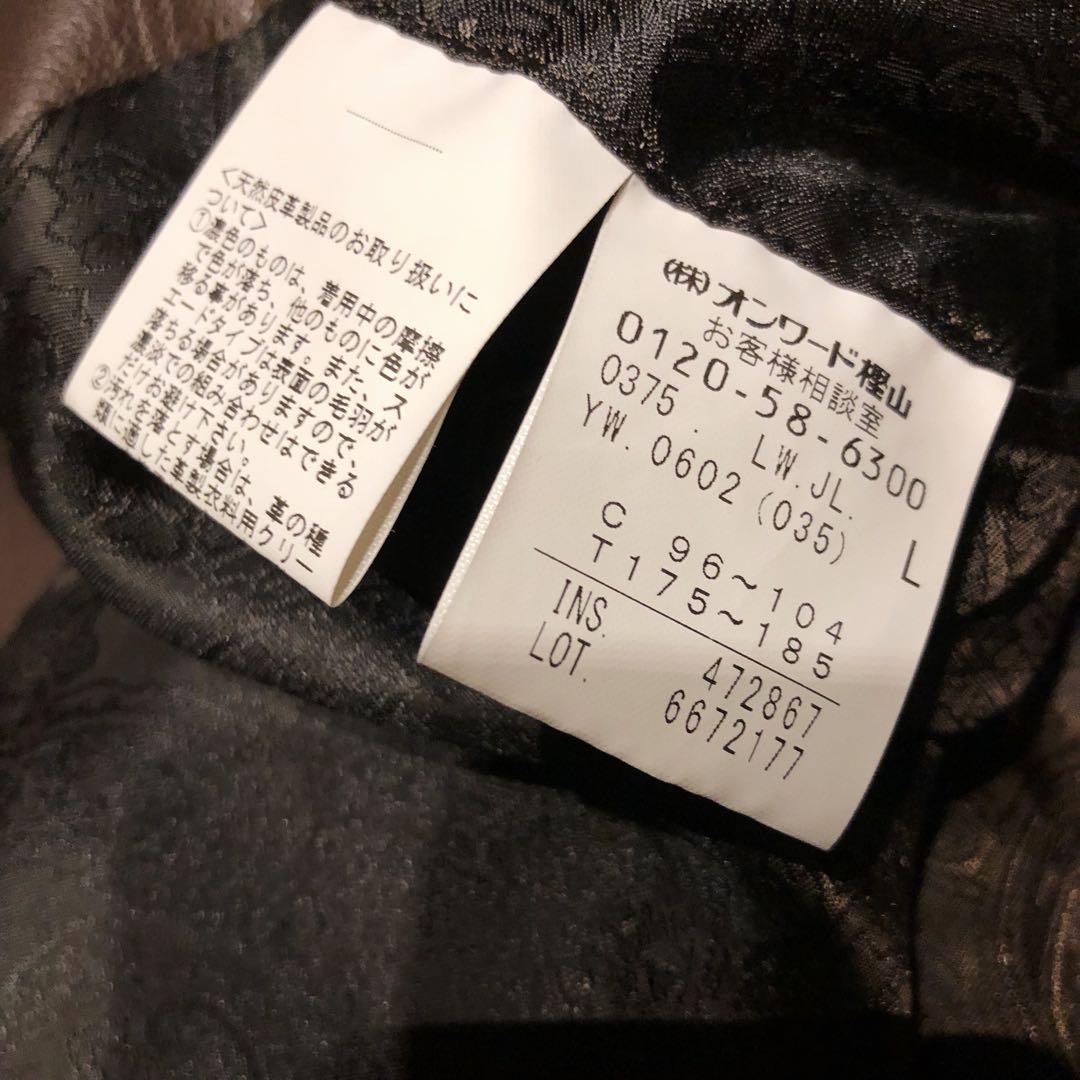 <天然皮革製品のお取り扱いに
ついて>
①濃色のものは、着用中の摩擦
で色が落ち、他のものに色が
移る事があります。また、ス
エードタイプは表面の毛羽が
落ちる場合がありますので、
濃淡での組み合わせはできる
だけお避け下さい。
②汚れを落とす場合は、革の種
類に適した革製衣料用クリー
㈱オンワード樫山
お客様相談室
0120-58-6300
0375. LW.JL.
YW.0602(035) L
C 96~104
T175~185
INS. 472867
LOT. 6672177